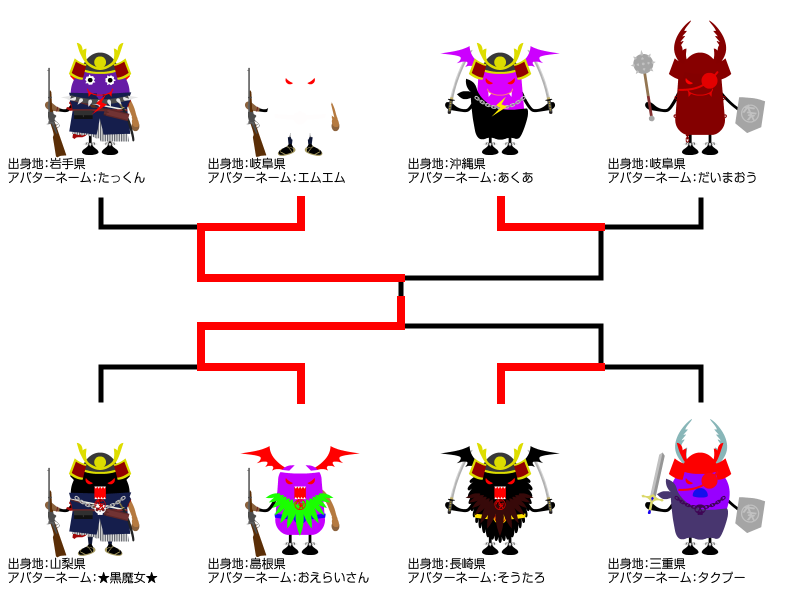 出身地：岩手県
アバターネーム：たっくん
出身地：岐阜県
アバターネーム：エムエム
出身地：沖縄県
アバターネーム：あくあ
出身地：岐阜県
アバターネーム：だいまおう
出身地：山梨県
アバターネーム：★黒魔女★
出身地：島根県
アバターネーム：おえらいさん
出身地：長崎県
アバターネーム：そうたろ
出身地：三重県
アバターネーム：タクプー